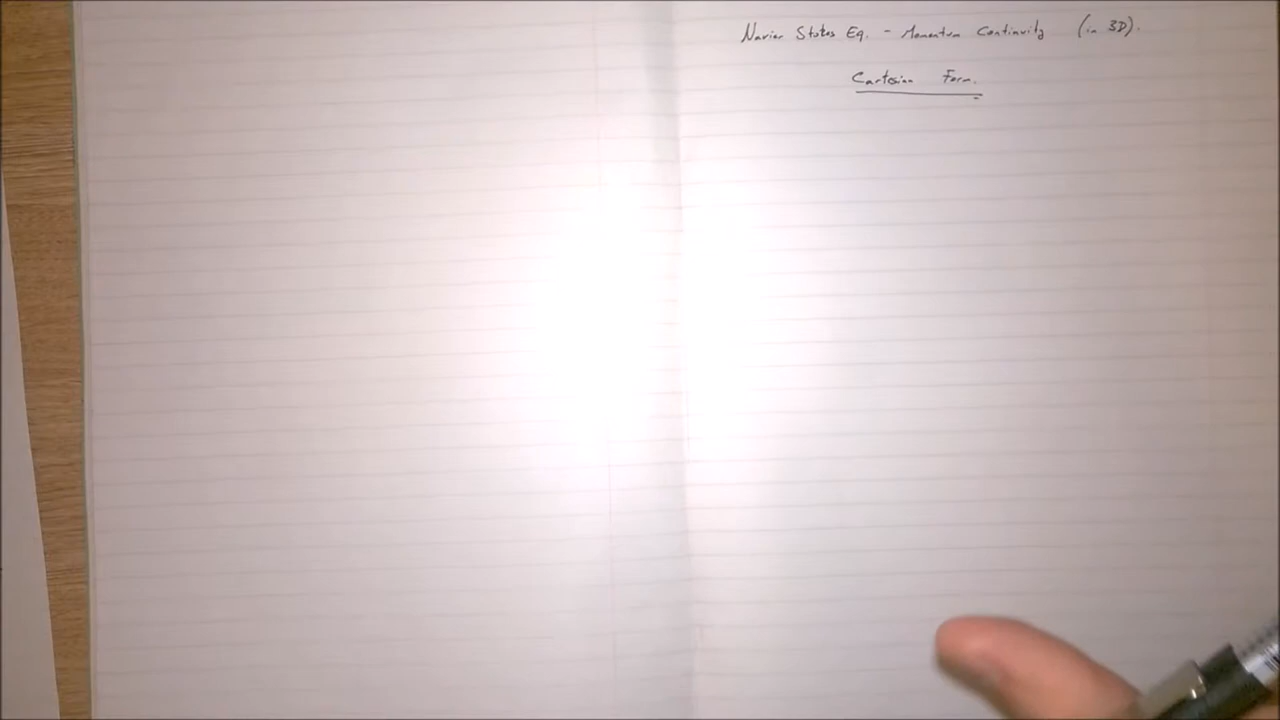 Navier Stokes Eq. - Momentum Continuity (in 3D).
Cartesian Form.